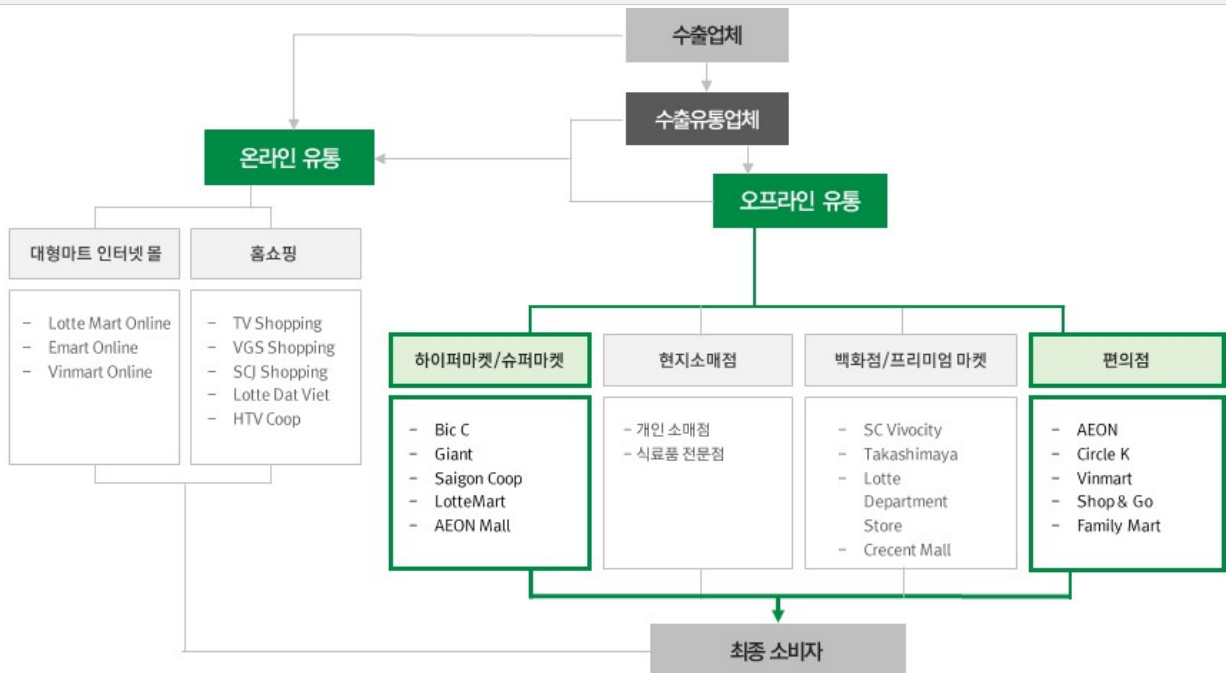 수출업체
수출유통업체
온라인 유통
오프라인 유통
대형마트 인터넷 몰
홈쇼핑
– Lotte Mart Online
– Emart Online
– Vinmart Online
– TV Shopping
– VGS Shopping
– SCJ Shopping
– Lotte Dat Viet
– HTV Coop
하이퍼마켓/슈퍼마켓
현지소매점
백화점/프리미엄 마켓
편의점
– Bic C
– Giant
– Saigon Coop
– LotteMart
– AEON Mall
– 개인 소매점
– 식료품 전문점
– SC Vivocity
– Takashimaya
– Lotte
Department
Store
– Crecent Mall
– AEON
– Circle K
– Vinmart
– Shop & Go
– Family Mart
최종 소비자